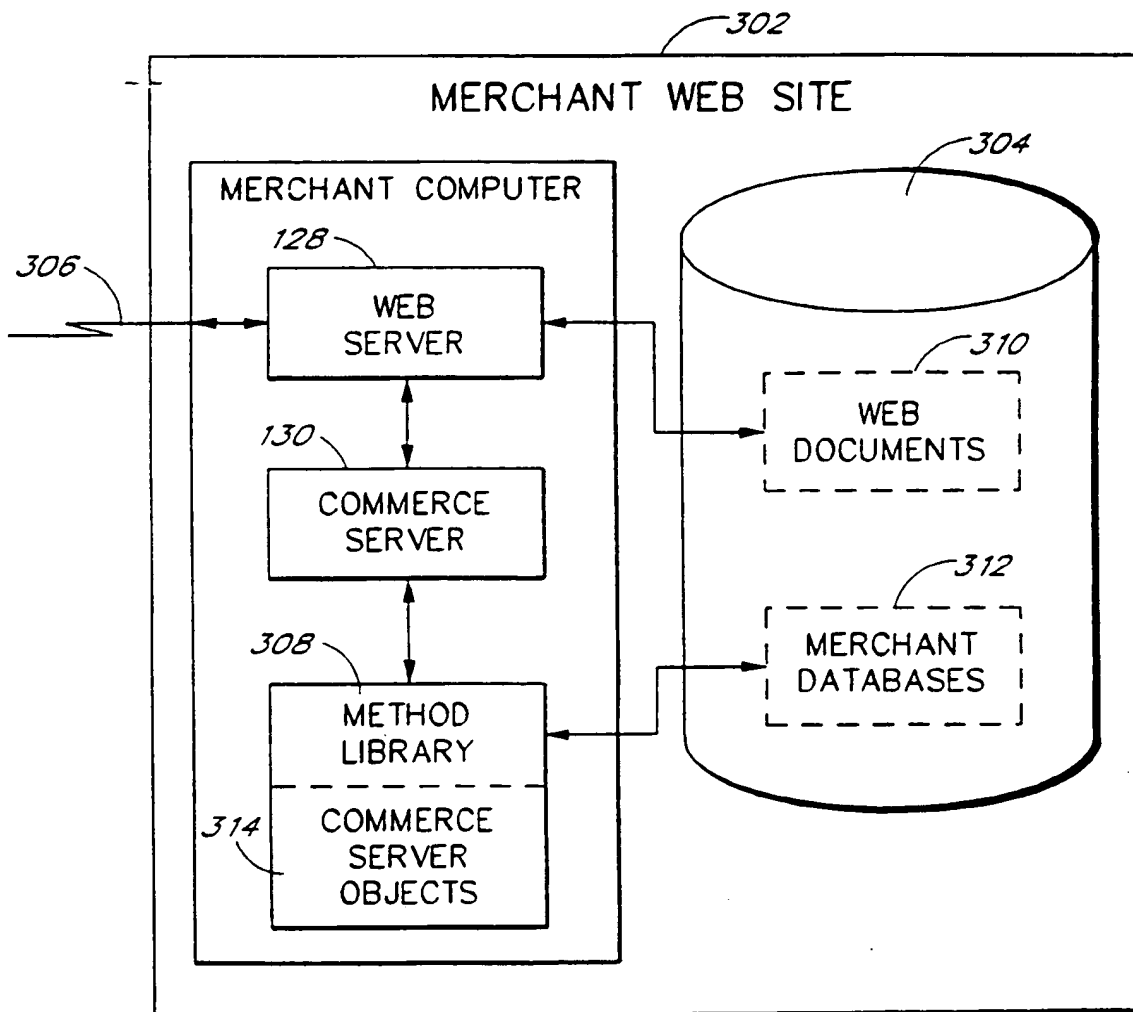 302
MERCHANT WEB SITE
304
MERCHANT COMPUTER
128
306
WEB
SERVER
310
WEB
DOCUMENTS
130
COMMERCE
SERVER
312
MERCHANT
DATABASES
308
METHOD
LIBRARY
314
COMMERCE
SERVER
OBJECTS